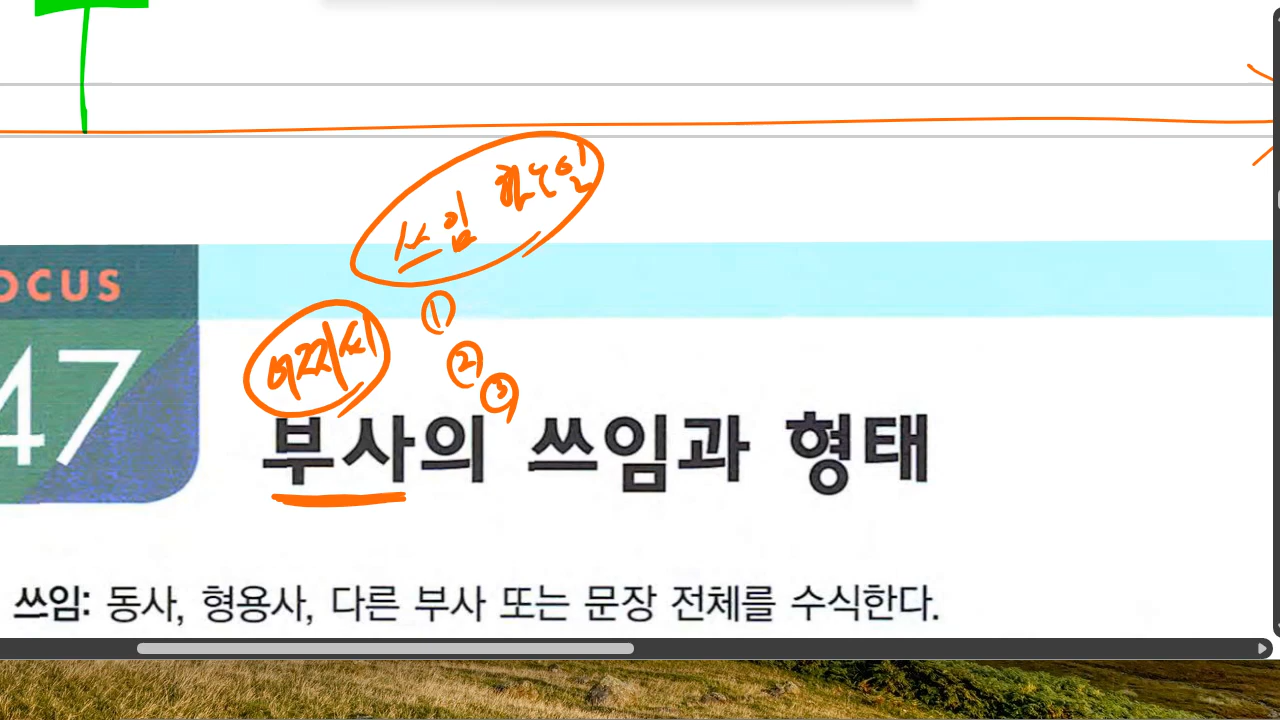 쓰임 하는일
①
OCUS
어찌씨
②
③
47
부사의 쓰임과 형태
쓰임: 동사, 형용사, 다른 부사 또는 문장 전체를 수식한다.